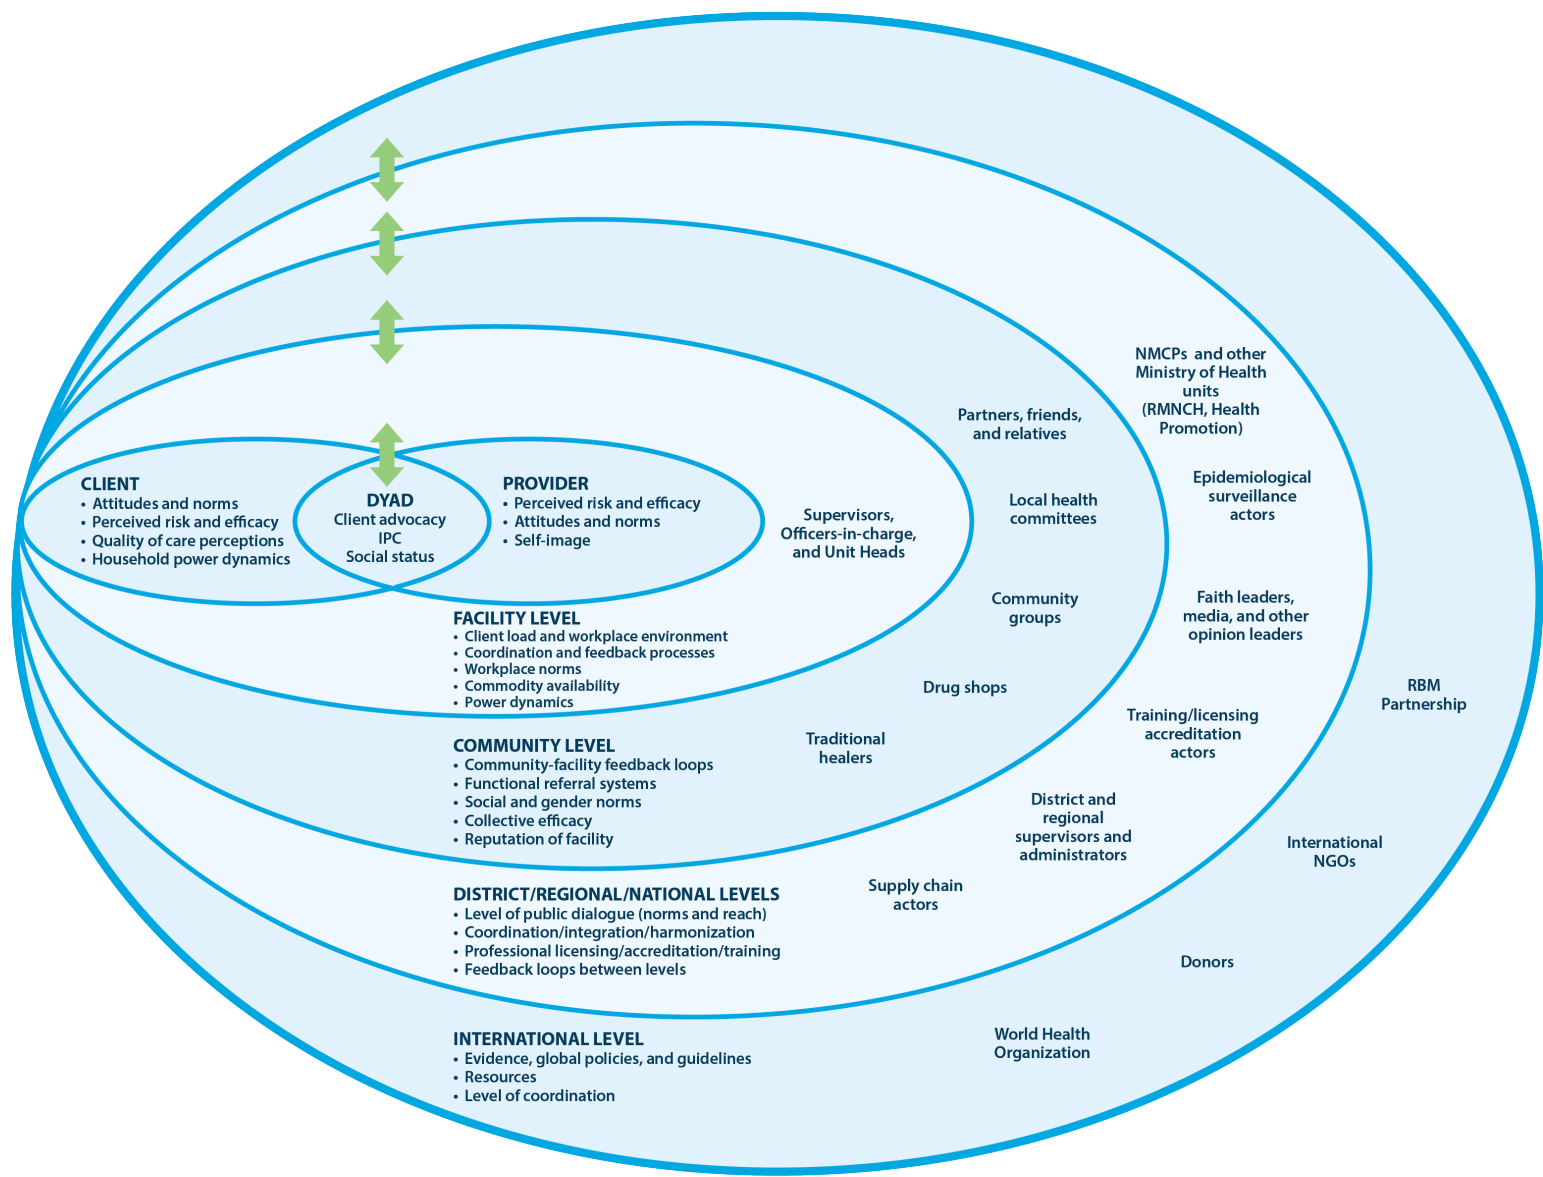 CLIENT
• Attitudes and norms
• Perceived risk and efficacy
• Quality of care perceptions
• Household power dynamics
DYAD
Client advocacy
IPC
Social status
PROVIDER
• Perceived risk and efficacy
• Attitudes and norms
• Self-image
Supervisors,
Officers-in-charge,
and Unit Heads
FACILITY LEVEL
• Client load and workplace environment
• Coordination and feedback processes
• Workplace norms
• Commodity availability
• Power dynamics
Partners, friends,
and relatives
Local health
committees
Community
groups
Drug shops
Traditional
healers
COMMUNITY LEVEL
• Community-facility feedback loops
• Functional referral systems
• Social and gender norms
• Collective efficacy
• Reputation of facility
NMCPs and other
Ministry of Health
units
(RMNCH, Health
Promotion)
Epidemiological
surveillance
actors
Faith leaders,
media, and other
opinion leaders
Training/licensing
accreditation
actors
District and
regional
supervisors and
administrators
Supply chain
actors
DISTRICT/REGIONAL/NATIONAL LEVELS
• Level of public dialogue (norms and reach)
• Coordination/integration/harmonization
• Professional licensing/accreditation/training
• Feedback loops between levels
RBM
Partnership
International
NGOs
Donors
World Health
Organization
INTERNATIONAL LEVEL
• Evidence, global policies, and guidelines
• Resources
• Level of coordination